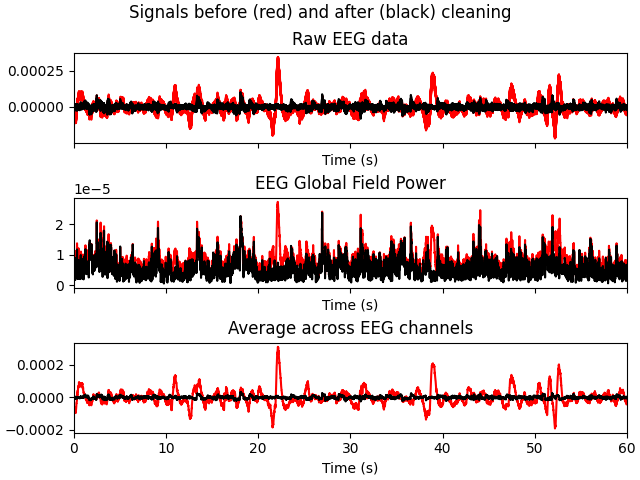 Signals before (red) and after (black) cleaning
Raw EEG data
0.00025
0.00000
Time (s)
EEG Global Field Power
1e−5
2
1
0
Time (s)
Average across EEG channels
0.0002
0.0000
−0.0002
0 10 20 30 40 50 60
Time (s)